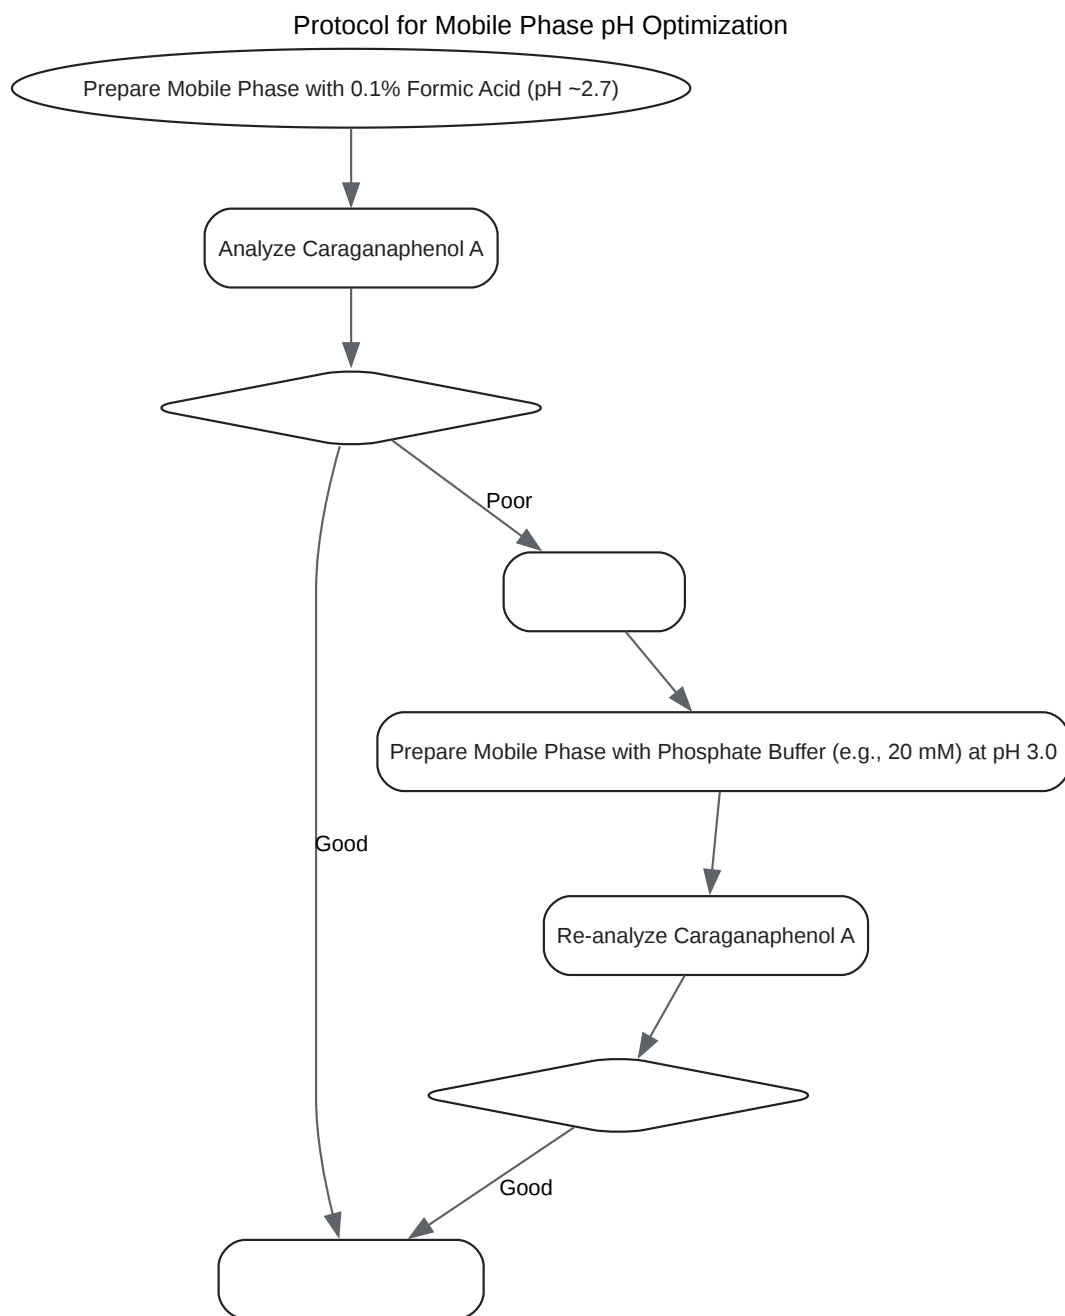 Protocol for Mobile Phase pH Optimization
Prepare Mobile Phase with 0.1% Formic Acid (pH ~2.7)
Analyze Caraganaphenol A
Poor
Prepare Mobile Phase with Phosphate Buffer (e.g., 20 mM) at pH 3.0
Good
Re-analyze Caraganaphenol A
Good